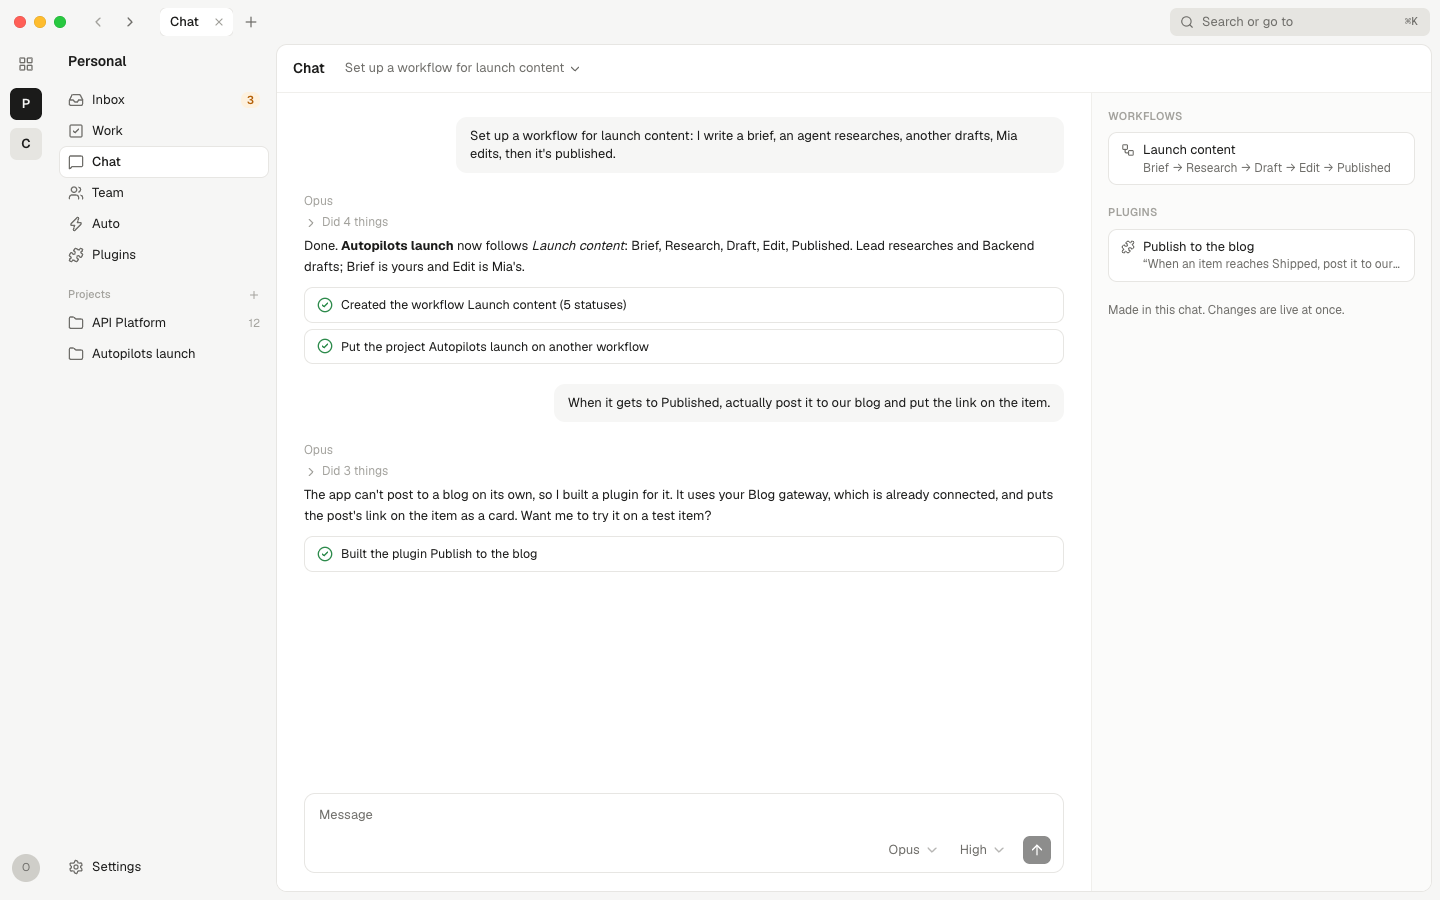 Chat
Search or go to
⌘K
Personal
P
C
Inbox
3
Work
Chat
Team
Auto
Plugins
Projects
API Platform
12
Autopilots launch
O
Settings
Chat
Set up a workflow for launch content
Set up a workflow for launch content: I write a brief, an agent researches, another drafts, Mia
edits, then it's published.
Opus
Did 4 things
Done. Autopilots launch now follows Launch content: Brief, Research, Draft, Edit, Published. Lead researches and Backend
drafts; Brief is yours and Edit is Mia's.
Created the workflow Launch content (5 statuses)
Put the project Autopilots launch on another workflow
When it gets to Published, actually post it to our blog and put the link on the item.
Opus
Did 3 things
The app can't post to a blog on its own, so I built a plugin for it. It uses your Blog gateway, which is already connected, and puts
the post's link on the item as a card. Want me to try it on a test item?
Built the plugin Publish to the blog
Message
Opus
High
WORKFLOWS
Launch content
Brief → Research → Draft → Edit → Published
PLUGINS
Publish to the blog
“When an item reaches Shipped, post it to our…
Made in this chat. Changes are live at once.